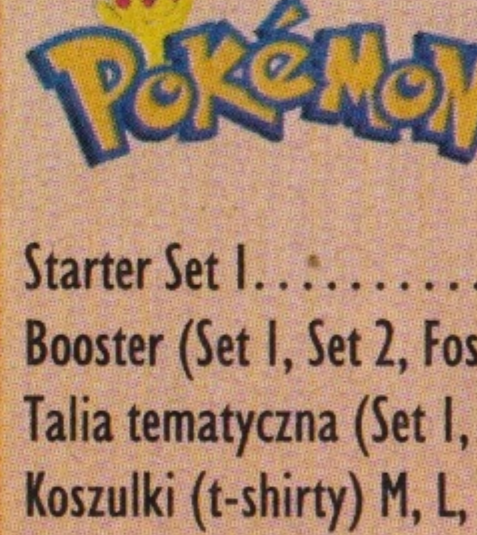 POKéMON
Starter Set I..........
Booster (Set I, Set 2, Fos
Talia tematyczna (Set I,
Koszulki (t-shirty) M, L,